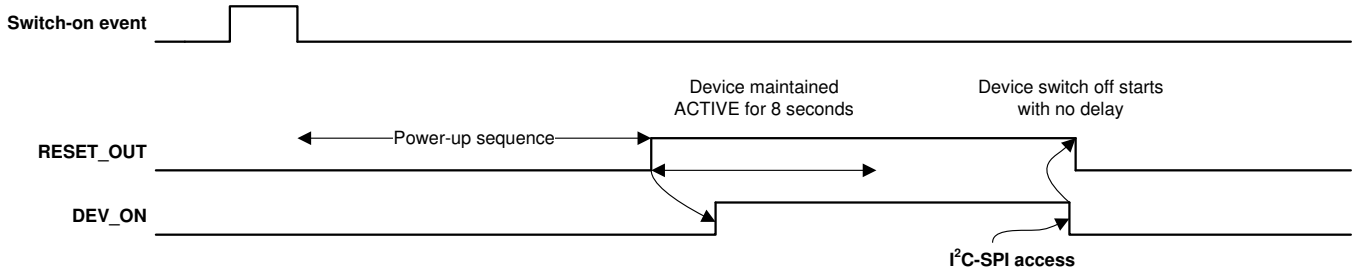 Switch-on event
Device maintained
ACTIVE for 8 seconds
Device switch off starts
with no delay
Power-up sequence
RESET_OUT
DEV_ON
I²C-SPI access